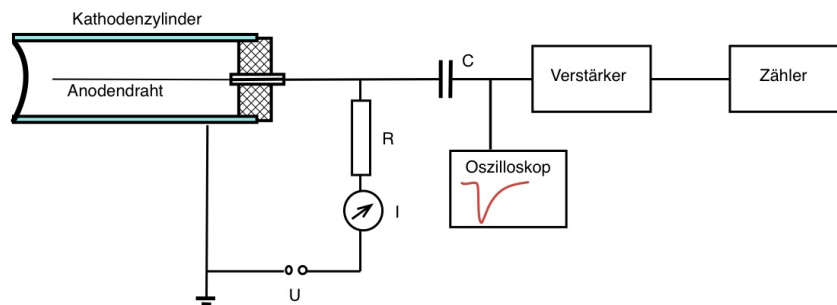 Kathodenzylinder
Anodendraht
C
Verstärker
Zähler
R
Oszilloskop
I
U